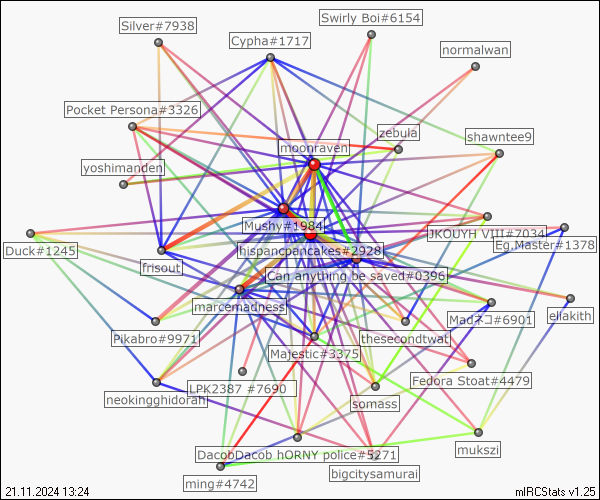 Silver#7938
Swirly Boi#6154
Cypha#1717
normalwan
Pocket Persona#3326
zebula
shawntee9
moonraven
yoshimanden
Mushy#1984
JKOUYH VIII#7034
Eg.Master#1378
Duck#1245
hispancpancakes#2928
frisout
Can anything be saved#0396
marcemadness
Madネコ#6901
ellakith
Pikabro#9971
thesecondtwat
Majestic#3375
LPK2387 #7690
Fedora Stoat#4479
neokingghidorah
somass
DacobDacob hORNY police#5271
mukszi
bigcitysamurai
ming#4742
21.11.2024 13:24
mIRCStats v1.25